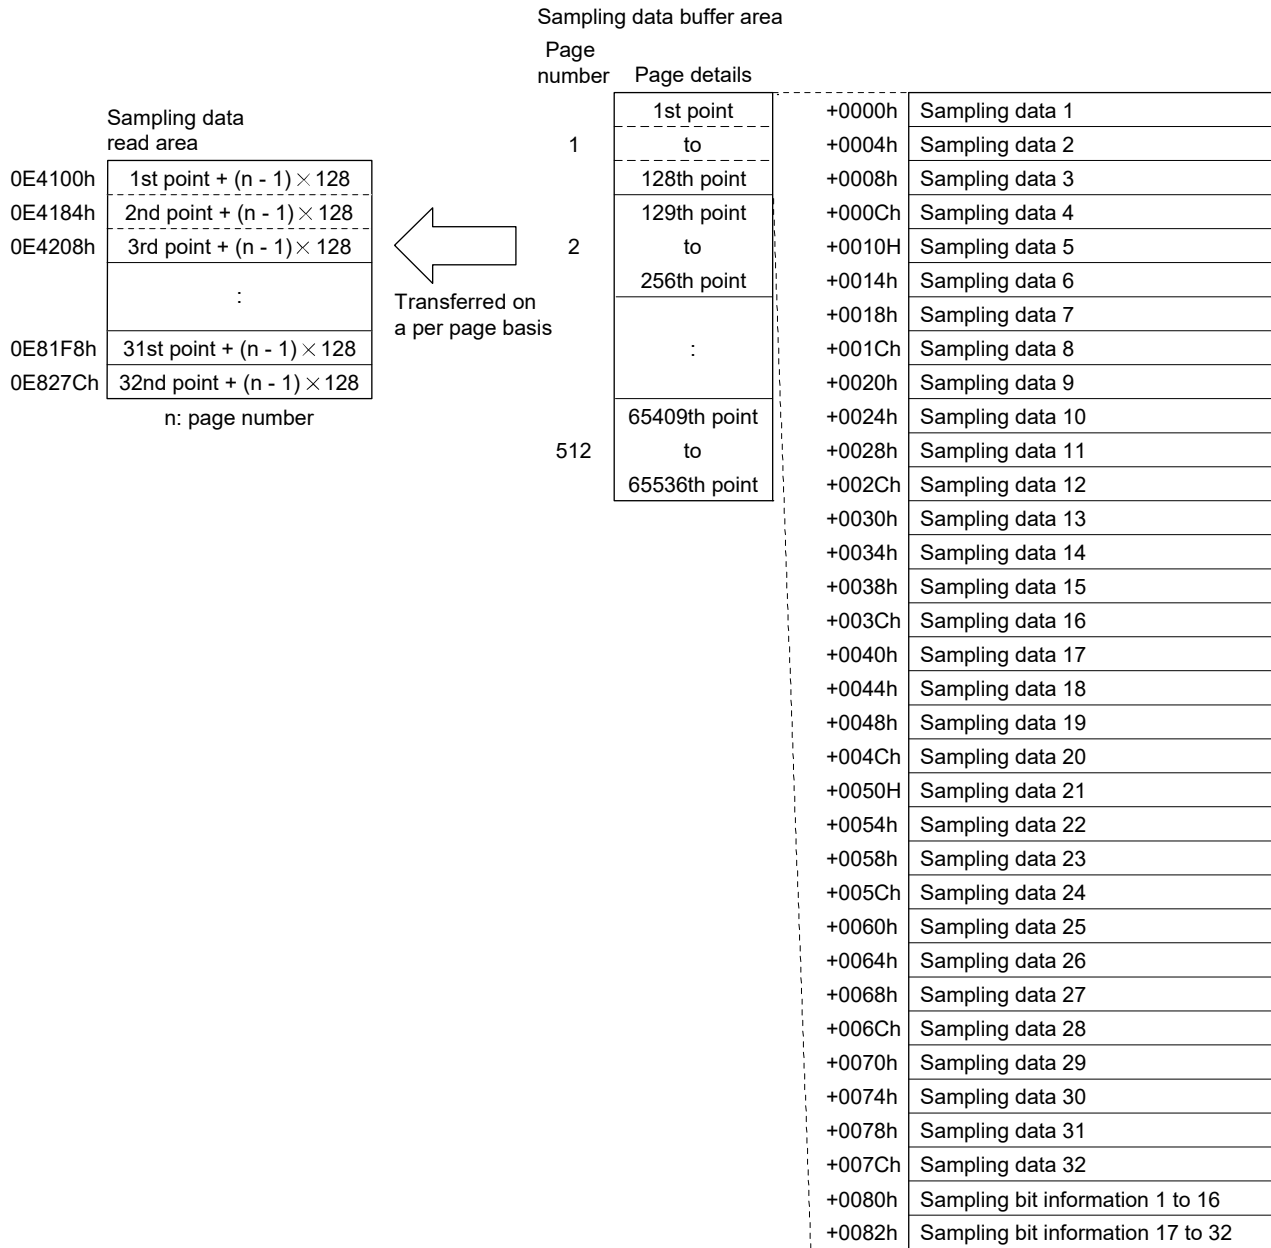 Sampling data buffer area
Page
number
Page details
Sampling data
read area
0E4100h 1st point + (n - 1) × 128
0E4184h 2nd point + (n - 1) × 128
0E4208h 3rd point + (n - 1) × 128
:
0E81F8h 31st point + (n - 1) × 128
0E827Ch 32nd point + (n - 1) × 128
n: page number
Transferred on
a per page basis
1st point
1 to
128th point
129th point
2 to
256th point
:
65409th point
512 to
65536th point
+0000h Sampling data 1
+0004h Sampling data 2
+0008h Sampling data 3
+000Ch Sampling data 4
+0010H Sampling data 5
+0014h Sampling data 6
+0018h Sampling data 7
+001Ch Sampling data 8
+0020h Sampling data 9
+0024h Sampling data 10
+0028h Sampling data 11
+002Ch Sampling data 12
+0030h Sampling data 13
+0034h Sampling data 14
+0038h Sampling data 15
+003Ch Sampling data 16
+0040h Sampling data 17
+0044h Sampling data 18
+0048h Sampling data 19
+004Ch Sampling data 20
+0050H Sampling data 21
+0054h Sampling data 22
+0058h Sampling data 23
+005Ch Sampling data 24
+0060h Sampling data 25
+0064h Sampling data 26
+0068h Sampling data 27
+006Ch Sampling data 28
+0070h Sampling data 29
+0074h Sampling data 30
+0078h Sampling data 31
+007Ch Sampling data 32
+0080h Sampling bit information 1 to 16
+0082h Sampling bit information 17 to 32